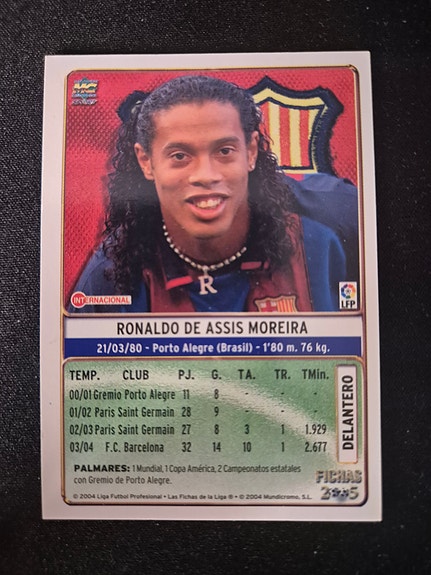 R
INTERNACIONAL
LFP
RONALDO DE ASSIS MOREIRA
21/03/80 - Porto Alegre (Brasil) - 1'80 m. 76 kg.
TEMP. CLUB PJ. G. TA. TR. TMin.
00/01 Gremio Porto Alegre 11 8 - - -
01/02 Paris Saint Germain 28 9 - - -
02/03 Paris Saint Germain 27 8 3 1 1.929
03/04 F.C. Barcelona 32 14 10 1 2.677
DELANTERO
PALMARES: 1 Mundial, 1 Copa América, 2 Campeonatos estatales
con Gremio de Porto Alegre.
FICHAS
2005
© 2004 Liga Futbol Profesional - Las Fichas de la Liga ® - © 2004 Mundicromo, S.L.